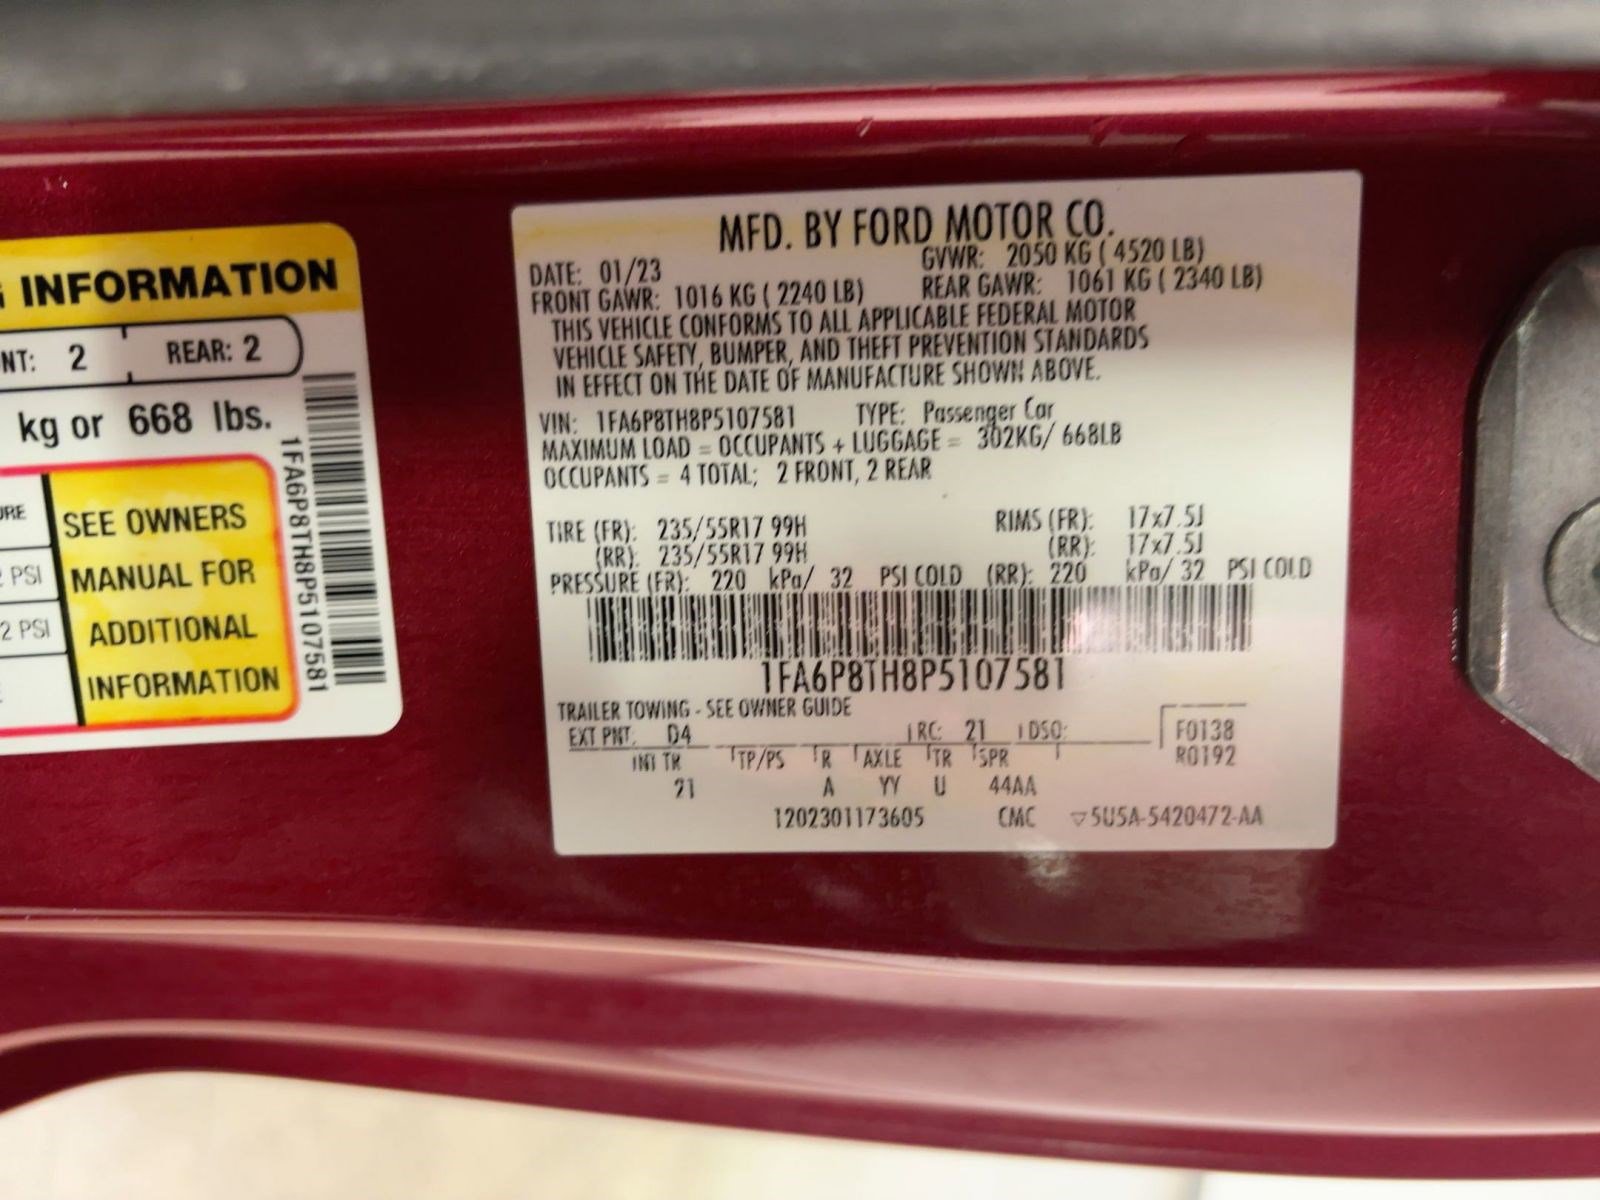 INFORMATION
NT: 2 REAR: 2
kg or 668 lbs.
URE
SEE OWNERS
MANUAL FOR
ADDITIONAL
INFORMATION
2 PSI
2 PSI
1FA6P8TH8P5107581
MFD. BY FORD MOTOR CO.
DATE: 01/23 GVWR: 2050 KG ( 4520 LB)
FRONT GAWR: 1016 KG ( 2240 LB) REAR GAWR: 1061 KG ( 2340 LB)
THIS VEHICLE CONFORMS TO ALL APPLICABLE FEDERAL MOTOR
VEHICLE SAFETY, BUMPER, AND THEFT PREVENTION STANDARDS
IN EFFECT ON THE DATE OF MANUFACTURE SHOWN ABOVE.
VIN: 1FA6P8TH8P5107581 TYPE: Passenger Car
MAXIMUM LOAD = OCCUPANTS + LUGGAGE = 302KG/ 668LB
OCCUPANTS = 4 TOTAL; 2 FRONT, 2 REAR
TIRE (FR): 235/55R17 99H RIMS (FR): 17x7.5J
(RR): 235/55R17 99H (RR): 17x7.5J
PRESSURE (FR): 220 kPa/ 32 PSI COLD (RR): 220 kPa/ 32 PSI COLD
1FA6P8TH8P5107581
TRAILER TOWING - SEE OWNER GUIDE
EXT PNT: D4 RC: 21 DSO: F0138
INT TR TP/PS R AXLE TR SPR R0192
21 A YY U 44AA
1202301173605 CMC ▽5U5A-5420472-AA